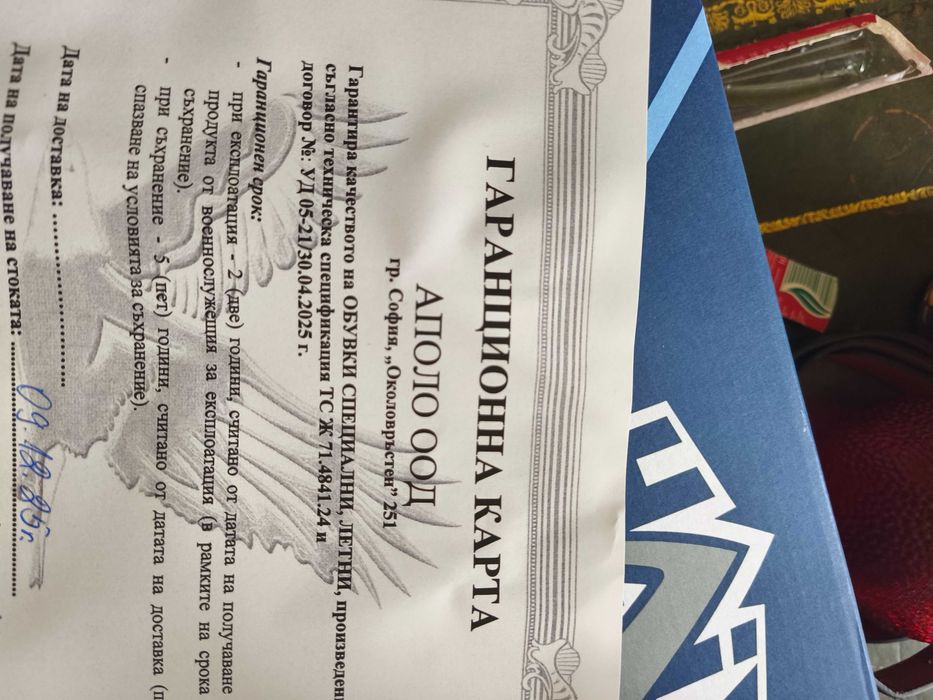 ГАРАНЦИОННА КАРТА
АПОЛО ООД
гр. София, „Околовръстен” 251
Гарантира качеството на ОБУВКИ СПЕЦИАЛНИ, ЛЕТНИ, произведени
съгласно техническа спецификация ТС Ж 71.4841.24 и
договор №: УД 05-21/30.04.2025 г.
Гаранционен срок:
- при експлоатация - 2 (две) години, считано от датата на получаване
продукта от военнослужещия за експлоатация (в рамките на срока
съхранение).
- при съхранение - 5 (пет) години, считано от датата на доставка (п
спазване на условията за съхранение).
Дата на доставка: ........................
Дата на получаване на стоката: 09.12.25г.